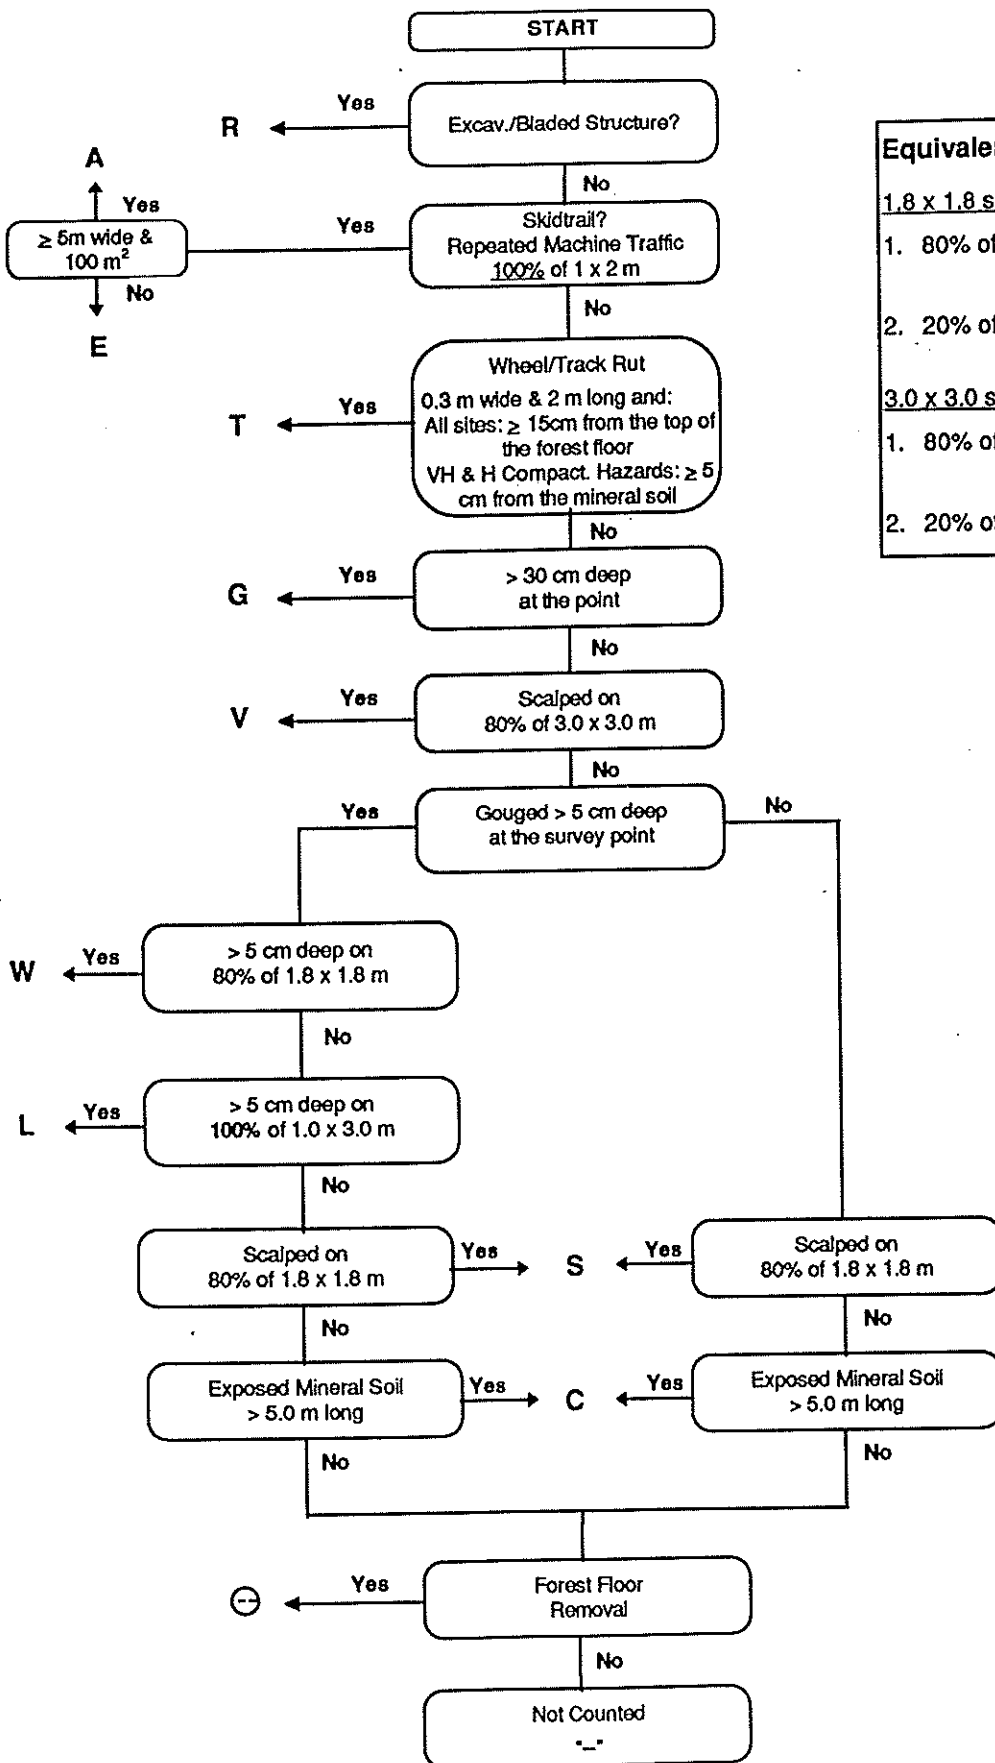 START
Yes
R
Excav./Bladed Structure?
No
A
Yes
≥ 5m wide &
100 m²
No
E
Yes
Skidtrail?
Repeated Machine Traffic
100% of 1 x 2 m
No
Wheel/Track Rut
0.3 m wide & 2 m long and:
All sites: ≥ 15cm from the top of
the forest floor
VH & H Compact. Hazards: ≥ 5
cm from the mineral soil
Yes
T
No
> 30 cm deep
at the point
Yes
G
No
Scalped on
80% of 3.0 x 3.0 m
Yes
V
No
Gouged > 5 cm deep
at the survey point
Yes
No
> 5 cm deep on
80% of 1.8 x 1.8 m
Yes
W
No
> 5 cm deep on
100% of 1.0 x 3.0 m
Yes
L
No
Scalped on
80% of 1.8 x 1.8 m
Yes
S
Yes
Scalped on
80% of 1.8 x 1.8 m
No
No
Exposed Mineral Soil
> 5.0 m long
Yes
C
Yes
Exposed Mineral Soil
> 5.0 m long
No
No
Forest Floor
Removal
Yes
No
Not Counted
"--"
1.8 x 1.8
1. 80%
2. 20%
3.0 x 3.0
1. 80%
2. 20%